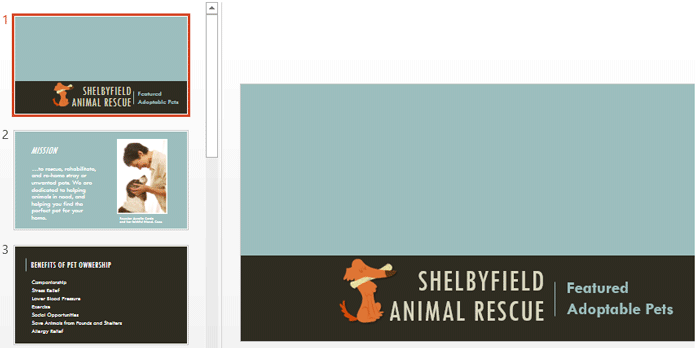 1
SHELBYFIELD
ANIMAL RESCUE
Featured
Adoptable Pets
2
MISSION
...to rescue, rehabilitate,
and re-home stray or
unwanted pets. We are
dedicated to helping
animals in need, and
helping you find the
perfect pet for your
home.
3
BENEFITS OF PET OWNERSHIP
Companionship
Stress Relief
Lower Blood Pressure
Exercise
Social Opportunities
Save Animals from Pounds and Shelters
Allergy Relief
SHELBYFIELD
ANIMAL RESCUE
Featured
Adoptable Pets